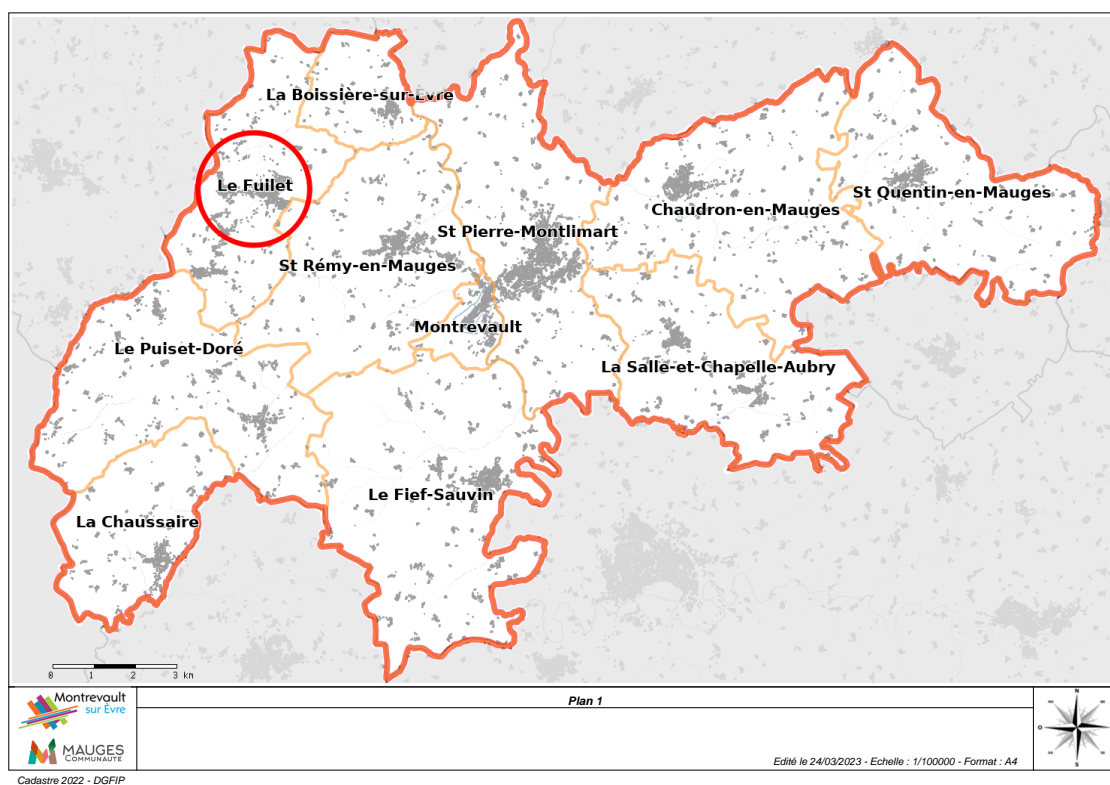 La Boissière-sur-Evre
Le Fuilet
St Quentin-en-Mauges
Chaudron-en-Mauges
St Pierre-Montlimart
St Rémy-en-Mauges
Montrevault
Le Puiset-Doré
La Salle-et-Chapelle-Aubry
Le Fief-Sauvin
La Chaussaire
0 1 2 3 km
Montrevault
sur Èvre
MAUGES
COMMUNAUTÉ
Plan 1
Edité le 24/03/2023 - Echelle : 1/100000 - Format : A4
N
O
S
Cadastre 2022 - DGFIP